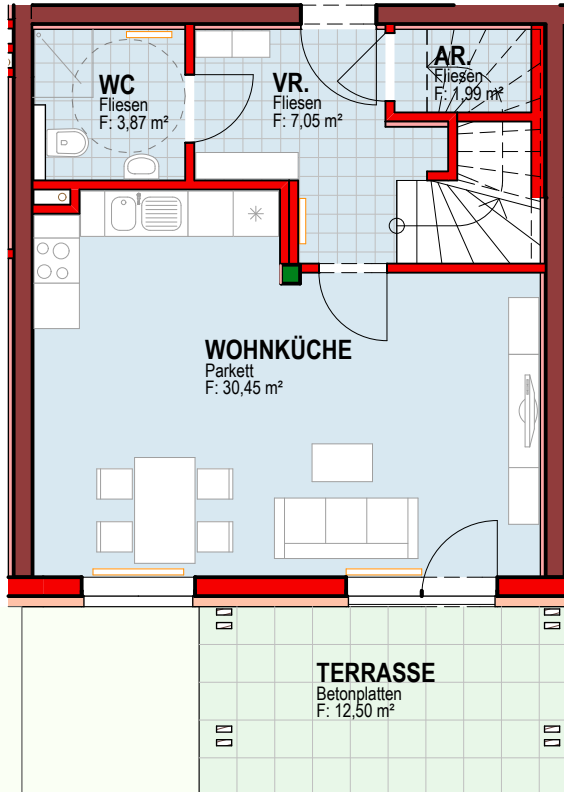 WC
Fliesen
F: 3,87 m²
VR.
Fliesen
F: 7,05 m²
AR.
Fliesen
F: 1,99 m²
WOHNKÜCHE
Parkett
F: 30,45 m²
TERRASSE
Betonplatten
F: 12,50 m²